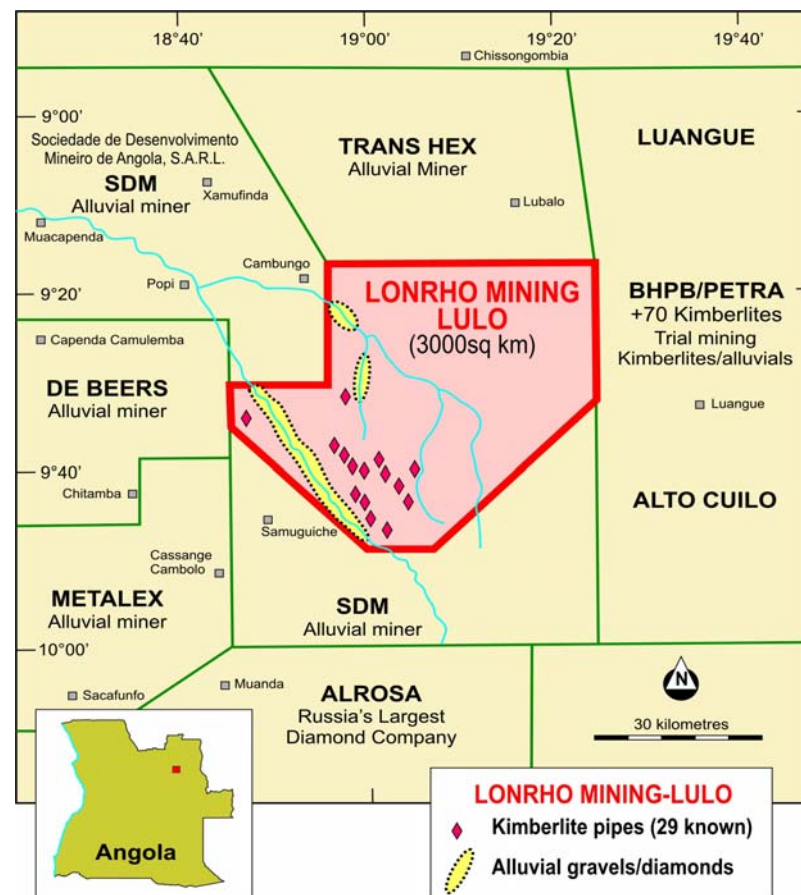 18°40'
19°00'
19°20'
19°40'
Chissongombia
9°00'
Sociedade de Desenvolvimento
Mineiro de Angola, S.A.R.L.
SDM
Alluvial miner
Xamufinda
TRANS HEX
Alluvial Miner
LUANGUE
Lubalo
Muacapenda
Popi
Cambungo
9°20'
LONRHO MINING
LULO
(3000sq km)
BHPB/PETRA
+70 Kimberlites
Trial mining
Kimberlites/alluvials
Capenda Camulemba
DE BEERS
Alluvial miner
Luangue
9°40'
Chitamba
Samuguiche
ALTO CUILO
Cassange
Cambolo
METALEX
Alluvial miner
SDM
Alluvial miner
10°00'
Sacafunfo
Muanda
ALROSA
Russia's Largest
Diamond Company
N
30 kilometres
Angola
LONRHO MINING-LULO
Kimberlite pipes (29 known)
Alluvial gravels/diamonds